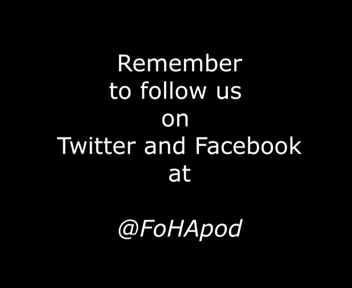 Remember
to follow us
on
Twitter and Facebook
at
@FoHApod